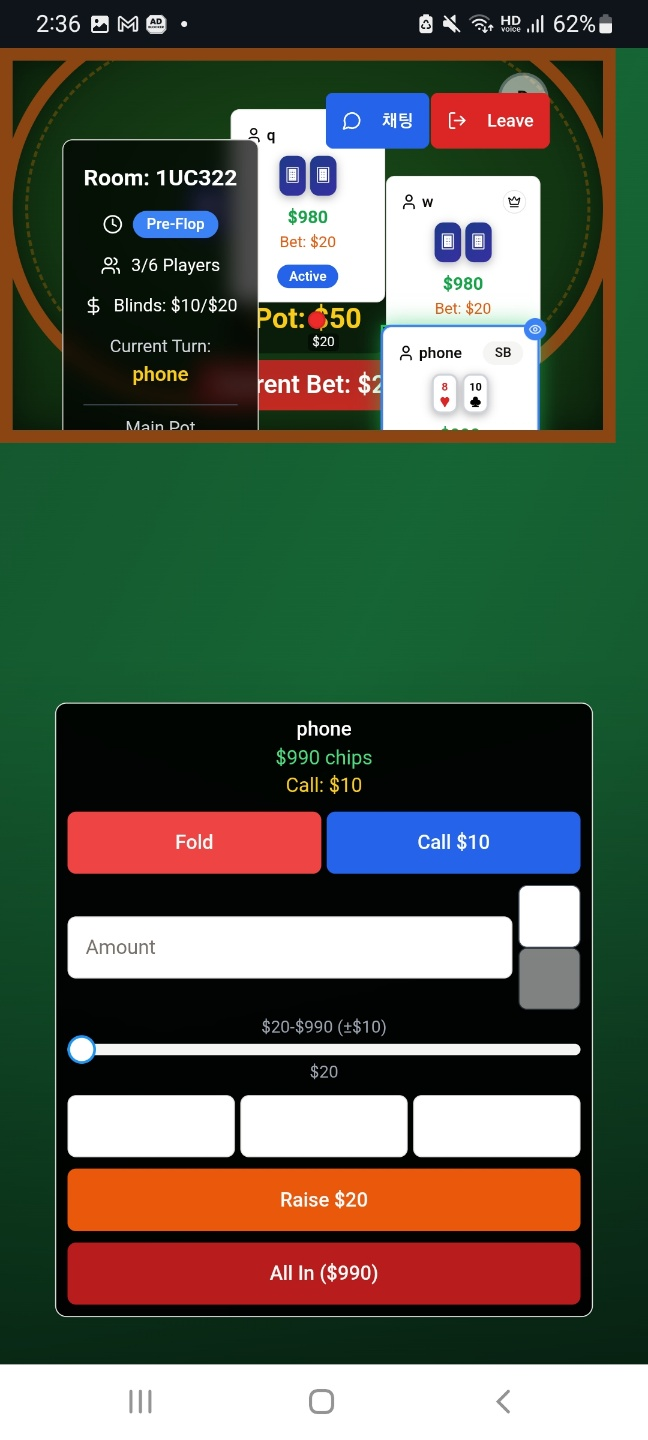 2:36
AD
HD voice
62%
채팅
Leave
q
$980
Bet: $20
Active
w
$980
Bet: $20
Room: 1UC322
Pre-Flop
3/6 Players
Blinds: $10/$20
Current Turn:
phone
Main Pot
Pot: $50
$20
rent Bet: $2
phone
SB
8
10
phone
$990 chips
Call: $10
Fold
Call $10
Amount
$20-$990 (±$10)
$20
Raise $20
All In ($990)